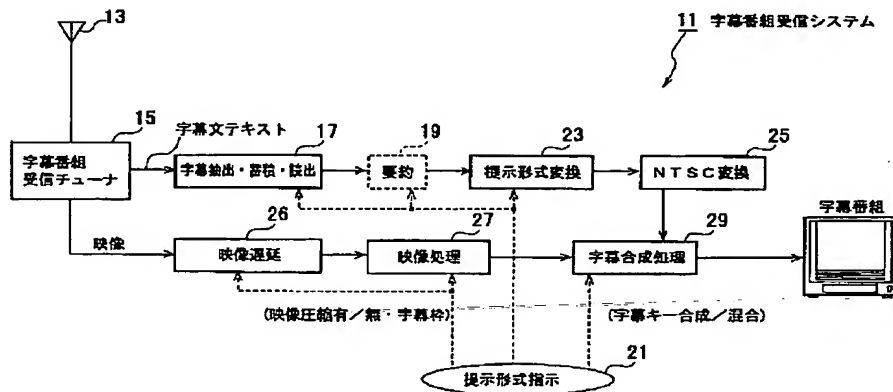 13
11 字幕番組受信システム
15
字幕文テキスト
17
19
23
25
字幕番組
受信チューナ
字幕抽出・蓄積・読出
要約
提示形式変換
NTSC変換
字幕番組
映像
26
映像遅延
27
映像処理
29
字幕合成処理
(映像圧縮有/無・字幕枠)
(字幕キー合成/混合)
21
提示形式指示